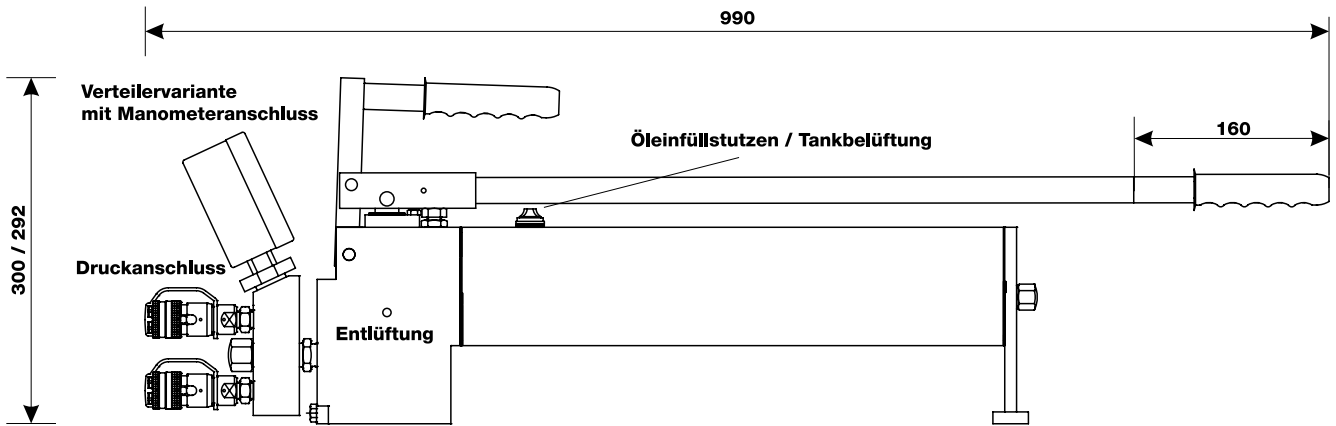 990
Verteilervariante
mit Manometeranschluss
Öleinfüllstutzen / Tankbelüftung
160
300 / 292
Druckanschluss
Entlüftung